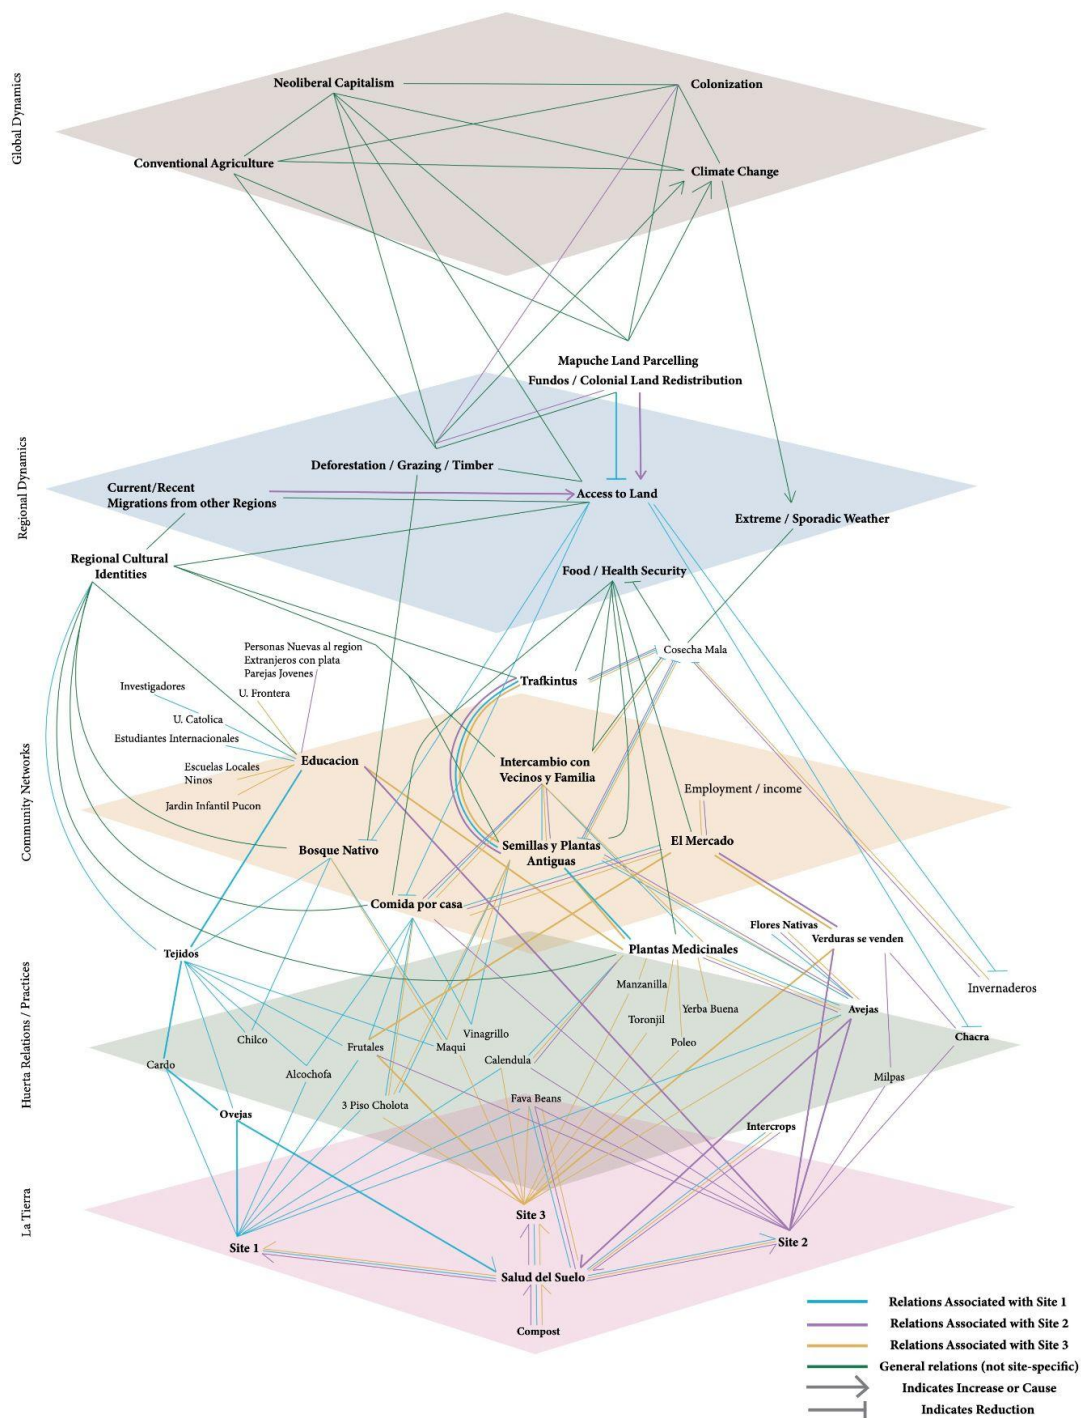 Global Dynamics
Neoliberal Capitalism
Colonization
Conventional Agriculture
Climate Change
Regional Dynamics
Mapuche Land Parcelling
Fundos / Colonial Land Redistribution
Deforestation / Grazing / Timber
Current/Recent
Migrations from other Regions
Access to Land
Extreme / Sporadic Weather
Regional Cultural
Identities
Food / Health Security
Community Networks
Personas Nuevas al region
Extranjeros con plata
Parejas Jovenes
Cosecha Mala
Investigadores
U. Frontera
Trafkintus
U. Catolica
Estudiantes Internacionales
Educacion
Escuelas Locales
Ninos
Jardin Infantil Pucon
Intercambio con
Vecinos y Familia
Employment / income
Bosque Nativo
Semillas y Plantas
Antiguas
El Mercado
Comida por casa
Huerta Relations / Practices
Flores Nativas
Verduras se venden
Tejidos
Plantas Medicinales
Manzanilla
Invernaderos
Yerba Buena
Avejas
Toronjil
Vinagrillo
Chilco
Frutales
Maqui
Poleo
Chacra
Cardo
Calendula
Alcochofa
Milpas
3 Piso Cholota
Fava Beans
Ovejas
Intercrops
La Tierra
Site 3
Site 1
Site 2
Salud del Suelo
Compost
Relations Associated with Site 1
Relations Associated with Site 2
Relations Associated with Site 3
General relations (not site-specific)
Indicates Increase or Cause
Indicates Reduction